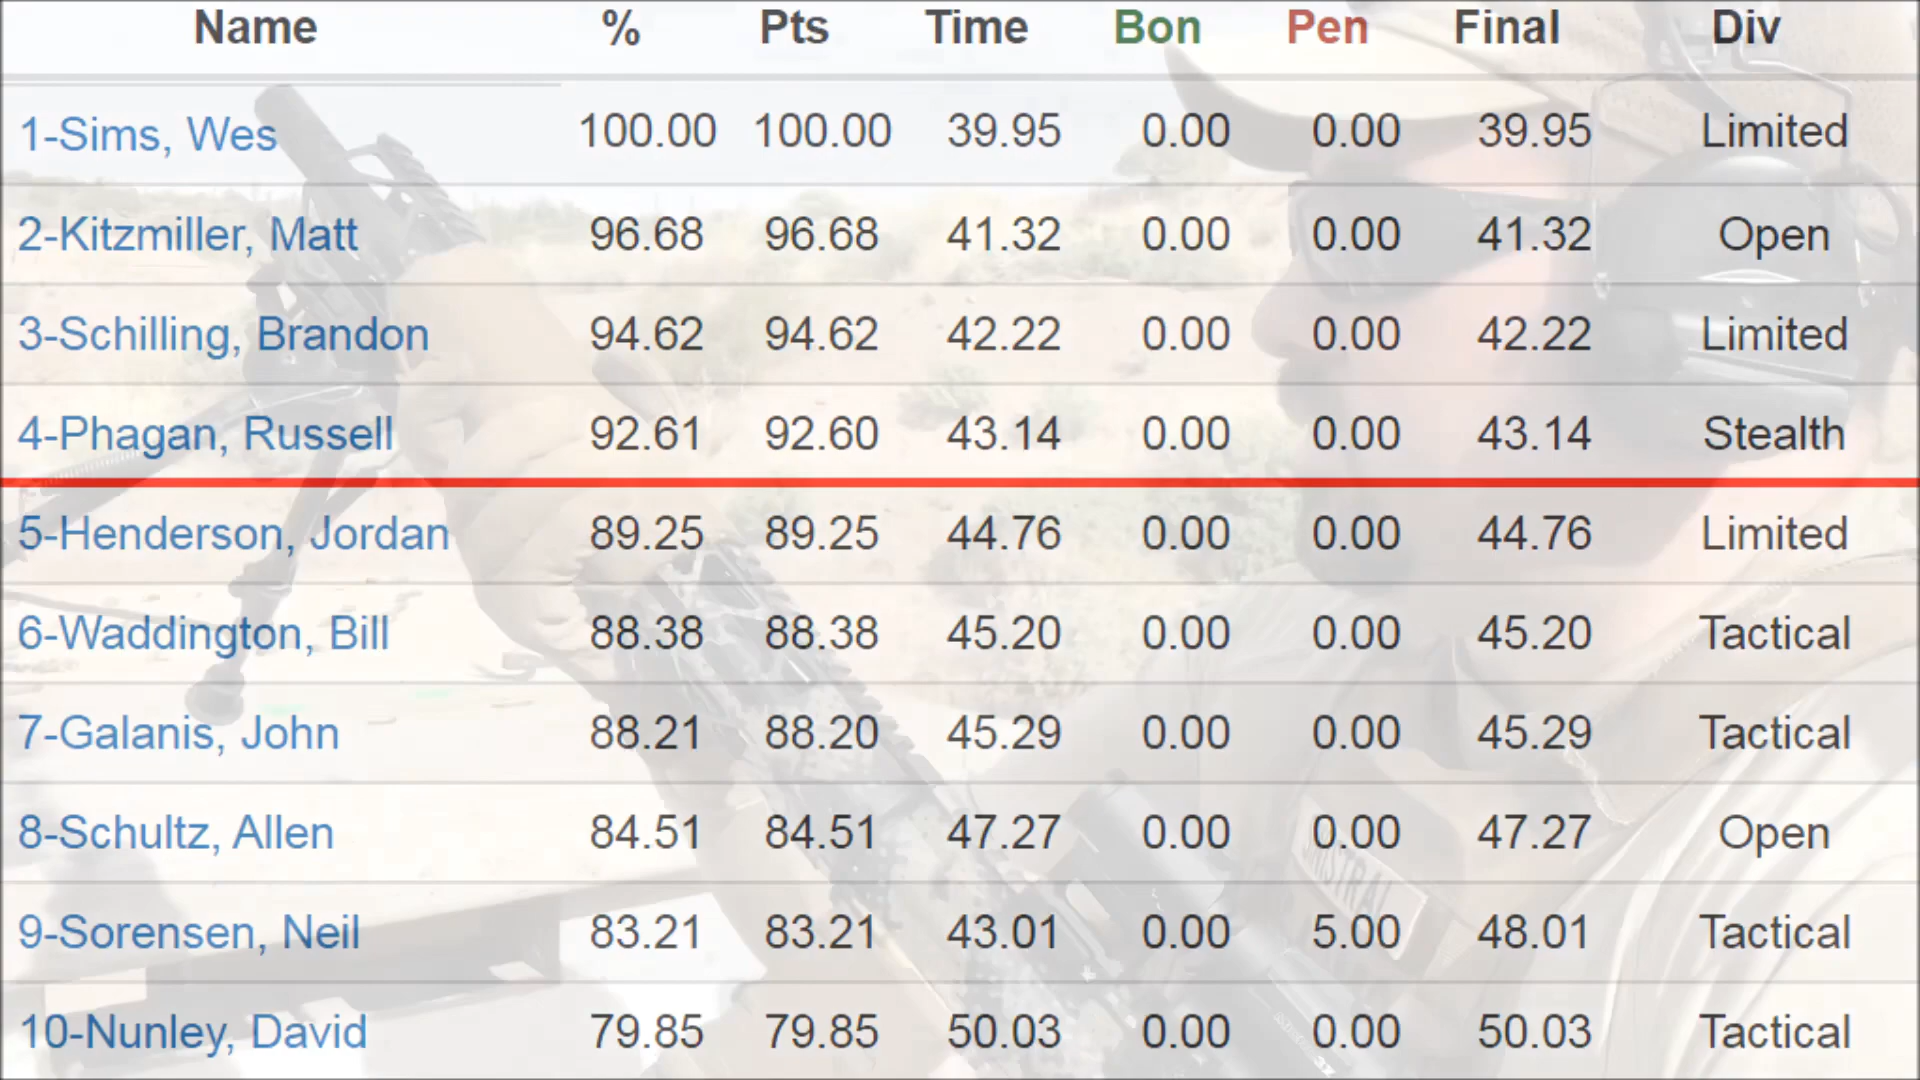 Name % Pts Time Bon Pen Final Div
1-Sims, Wes 100.00 100.00 39.95 0.00 0.00 39.95 Limited
2-Kitzmiller, Matt 96.68 96.68 41.32 0.00 0.00 41.32 Open
3-Schilling, Brandon 94.62 94.62 42.22 0.00 0.00 42.22 Limited
4-Phagan, Russell 92.61 92.60 43.14 0.00 0.00 43.14 Stealth
5-Henderson, Jordan 89.25 89.25 44.76 0.00 0.00 44.76 Limited
6-Waddington, Bill 88.38 88.38 45.20 0.00 0.00 45.20 Tactical
7-Galanis, John 88.21 88.20 45.29 0.00 0.00 45.29 Tactical
8-Schultz, Allen 84.51 84.51 47.27 0.00 0.00 47.27 Open
9-Sorensen, Neil 83.21 83.21 43.01 0.00 5.00 48.01 Tactical
10-Nunley, David 79.85 79.85 50.03 0.00 0.00 50.03 Tactical